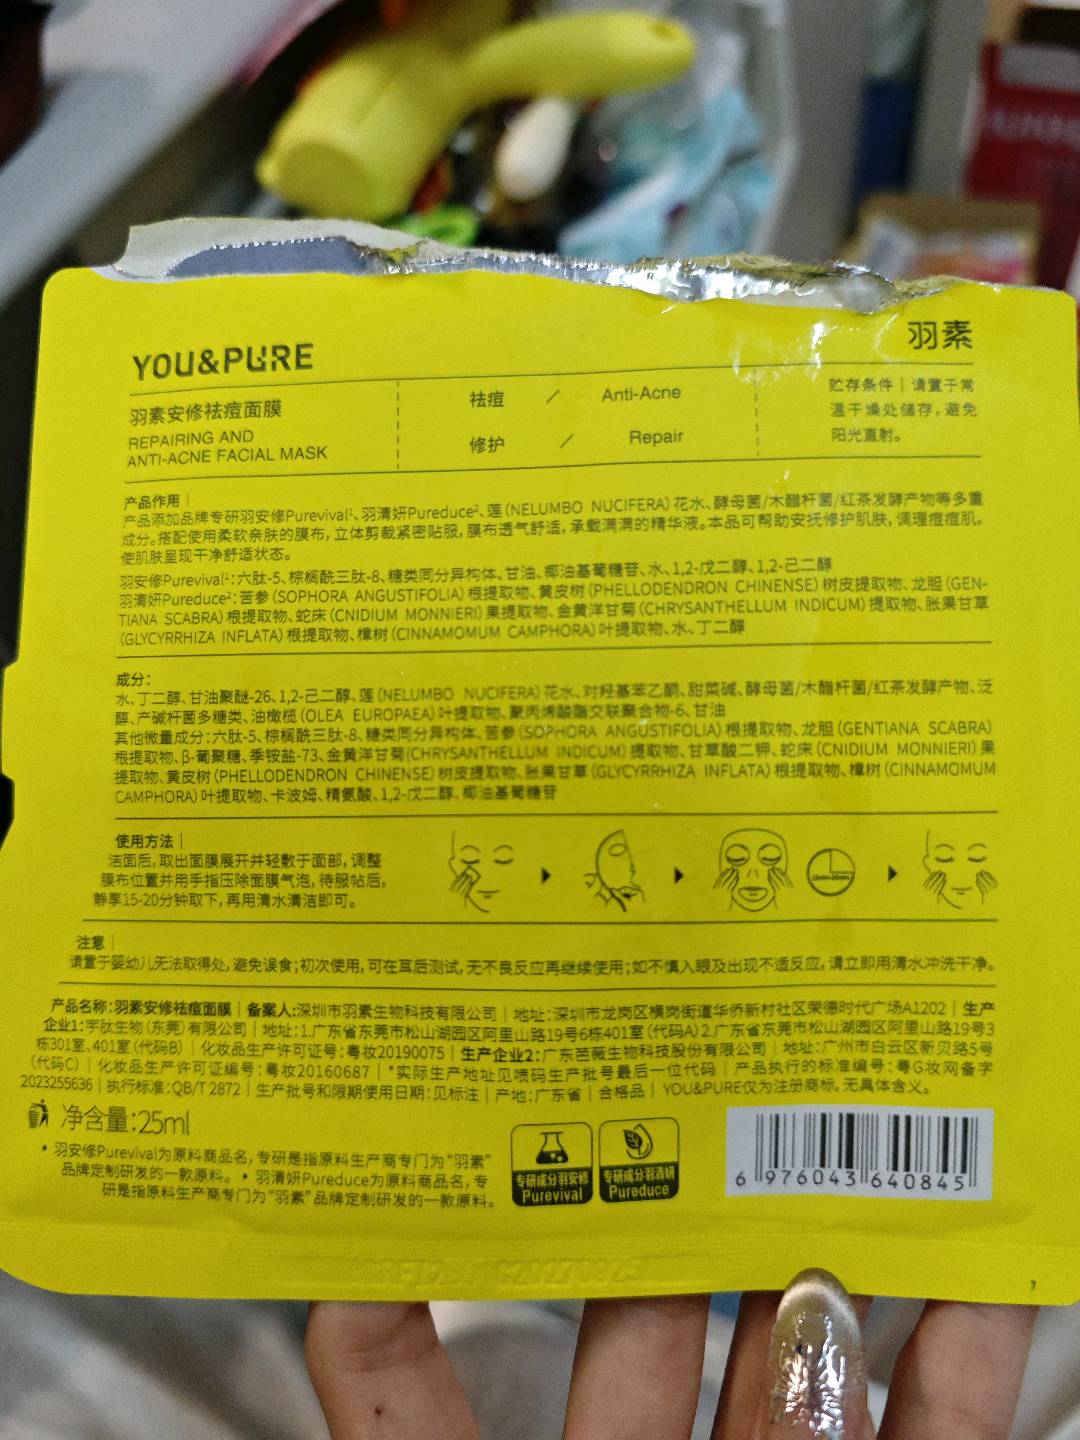 羽素
YOU&PURE
羽素安修祛痘面膜
REPAIRING AND
ANTI-ACNE FACIAL MASK
祛痘 / Anti-Acne
修护 / Repair
贮存条件｜请置于常
温干燥处储存，避免
阳光直射。
产品作用｜
产品添加品牌专研羽安修Purevival¹、羽清妍Pureduce²、莲(NELUMBO NUCIFERA)花水、酵母菌/木醋杆菌/红茶发酵产物等多重
成分。搭配使用柔软亲肤的膜布，立体剪裁紧密贴服，膜布透气舒适，承载满满的精华液。本品可帮助安抚修护肌肤，调理痘痘肌。
使肌肤呈现干净舒适状态。
羽安修Purevival¹：六肽-5、棕榈酰三肽-8、糖类同分异构体、甘油、椰油基葡糖苷、水、1,2-戊二醇、1,2-己二醇
羽清妍Pureduce²：苦参(SOPHORA ANGUSTIFOLIA)根提取物、黄皮树(PHELLODENDRON CHINENSE)树皮提取物、龙胆(GEN-
TIANA SCABRA)根提取物、蛇床(CNIDIUM MONNIERI)果提取物、金黄洋甘菊(CHRYSANTHELLUM INDICUM)提取物、胀果甘草
(GLYCYRRHIZA INFLATA)根提取物、樟树(CINNAMOMUM CAMPHORA)叶提取物、水、丁二醇
成分：
水、丁二醇、甘油聚醚-26、1,2-己二醇、莲(NELUMBO NUCIFERA)花水、对羟基苯乙酮、甜菜碱、酵母菌/木醋杆菌/红茶发酵产物、泛
醇、产碱杆菌多糖类、油橄榄(OLEA EUROPAEA)叶提取物、聚丙烯酸酯交联聚合物-6、甘油
其他微量成分：六肽-5、棕榈酰三肽-8、糖类同分异构体、苦参(SOPHORA ANGUSTIFOLIA)根提取物、龙胆(GENTIANA SCABRA)
根提取物、β-葡聚糖、季铵盐-73、金黄洋甘菊(CHRYSANTHELLUM INDICUM)提取物、甘草酸二钾、蛇床(CNIDIUM MONNIERI)果
提取物、黄皮树(PHELLODENDRON CHINENSE)树皮提取物、胀果甘草(GLYCYRRHIZA INFLATA)根提取物、樟树(CINNAMOMUM
CAMPHORA)叶提取物、卡波姆、精氨酸、1,2-戊二醇、椰油基葡糖苷
使用方法｜
洁面后，取出面膜展开并轻敷于面部，调整
膜布位置并用手指压除面膜气泡，待服帖后，
静享15-20分钟取下，再用清水清洁即可。
注意｜
请置于婴幼儿无法取得处，避免误食；初次使用，可在耳后测试，无不良反应再继续使用；如不慎入眼及出现不适反应，请立即用清水冲洗干净。
产品名称：羽素安修祛痘面膜｜备案人：深圳市羽素生物科技有限公司｜地址：深圳市龙岗区横岗街道华侨新村社区荣德时代广场A1202｜生产
企业1：宇肽生物(东莞)有限公司｜地址：1.广东省东莞市松山湖园区阿里山路19号6栋401室(代码A) 2.广东省东莞市松山湖园区阿里山路19号3
栋301室、401室(代码B)｜化妆品生产许可证号：粤妆20190075｜生产企业2：广东芭薇生物科技股份有限公司｜地址：广州市白云区新贝路5号
(代码C)｜化妆品生产许可证编号：粤妆20160687｜*实际生产地址见喷码生产批号最后一位代码｜产品执行的标准编号：粤G妆网备字
2023255636｜执行标准：QB/T 2872｜生产批号和限期使用日期：见标注｜产地：广东省｜合格品｜YOU&PURE仅为注册商标，无具体含义。
净含量：25ml
• 羽安修Purevival为原料商品名，专研是指原料生产商专门为“羽素”
品牌定制研发的一款原料。• 羽清妍Pureduce为原料商品名，专
研是指原料生产商专门为“羽素”品牌定制研发的一款原料。
专研成分羽安修
Purevival
专研成分羽清妍
Pureduce
6 976043 640845